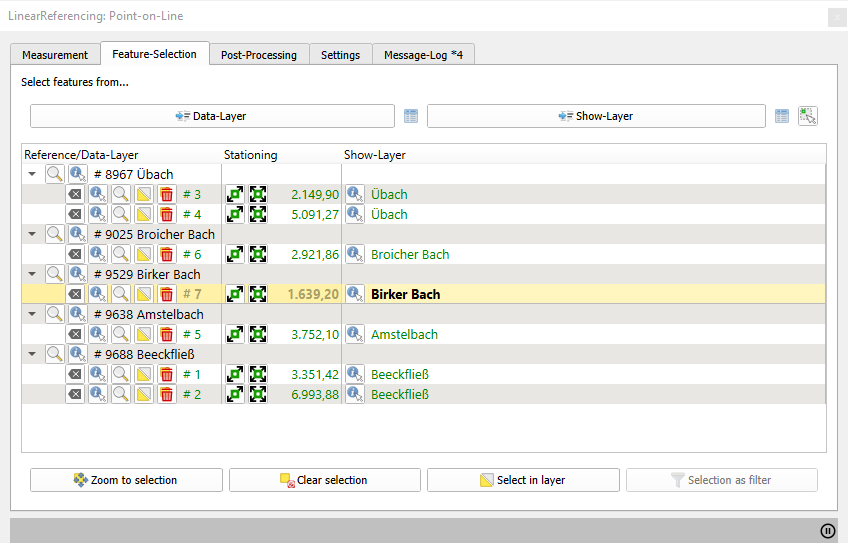 LinearReferencing: Point-on-Line
x
Measurement Feature-Selection Post-Processing Settings Message-Log *4
Select features from...
Data-Layer Show-Layer
Reference/Data-Layer Stationing Show-Layer
# 8967 Übach
# 3 2.149,90 Übach
# 4 5.091,27 Übach
# 9025 Broicher Bach
# 6 2.921,86 Broicher Bach
# 9529 Birker Bach
# 7 1.639,20 Birker Bach
# 9638 Amstelbach
# 5 3.752,10 Amstelbach
# 9688 Beeckfließ
# 1 3.351,42 Beeckfließ
# 2 6.993,88 Beeckfließ
Zoom to selection Clear selection Select in layer Selection as filter